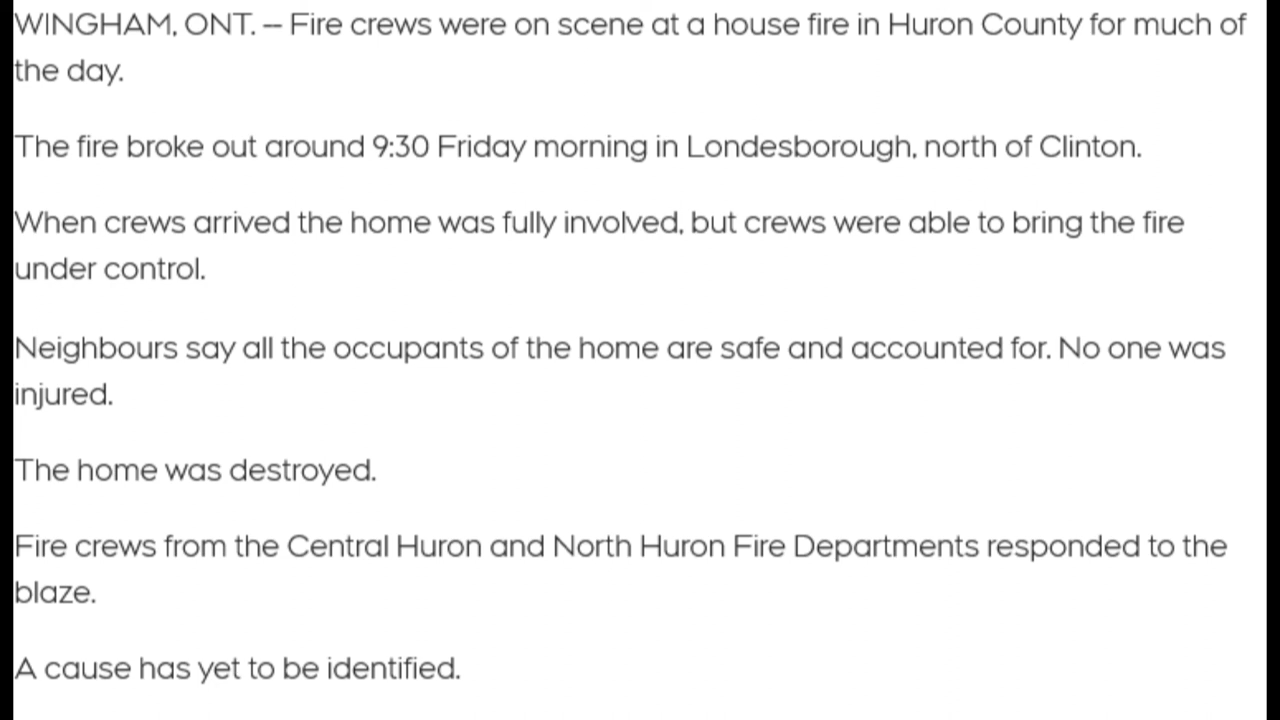 WINGHAM, ONT. -- Fire crews were on scene at a house fire in Huron County for much of
the day.
The fire broke out around 9:30 Friday morning in Londesborough, north of Clinton.
When crews arrived the home was fully involved, but crews were able to bring the fire
under control.
Neighbours say all the occupants of the home are safe and accounted for. No one was
injured.
The home was destroyed.
Fire crews from the Central Huron and North Huron Fire Departments responded to the
blaze.
A cause has yet to be identified.